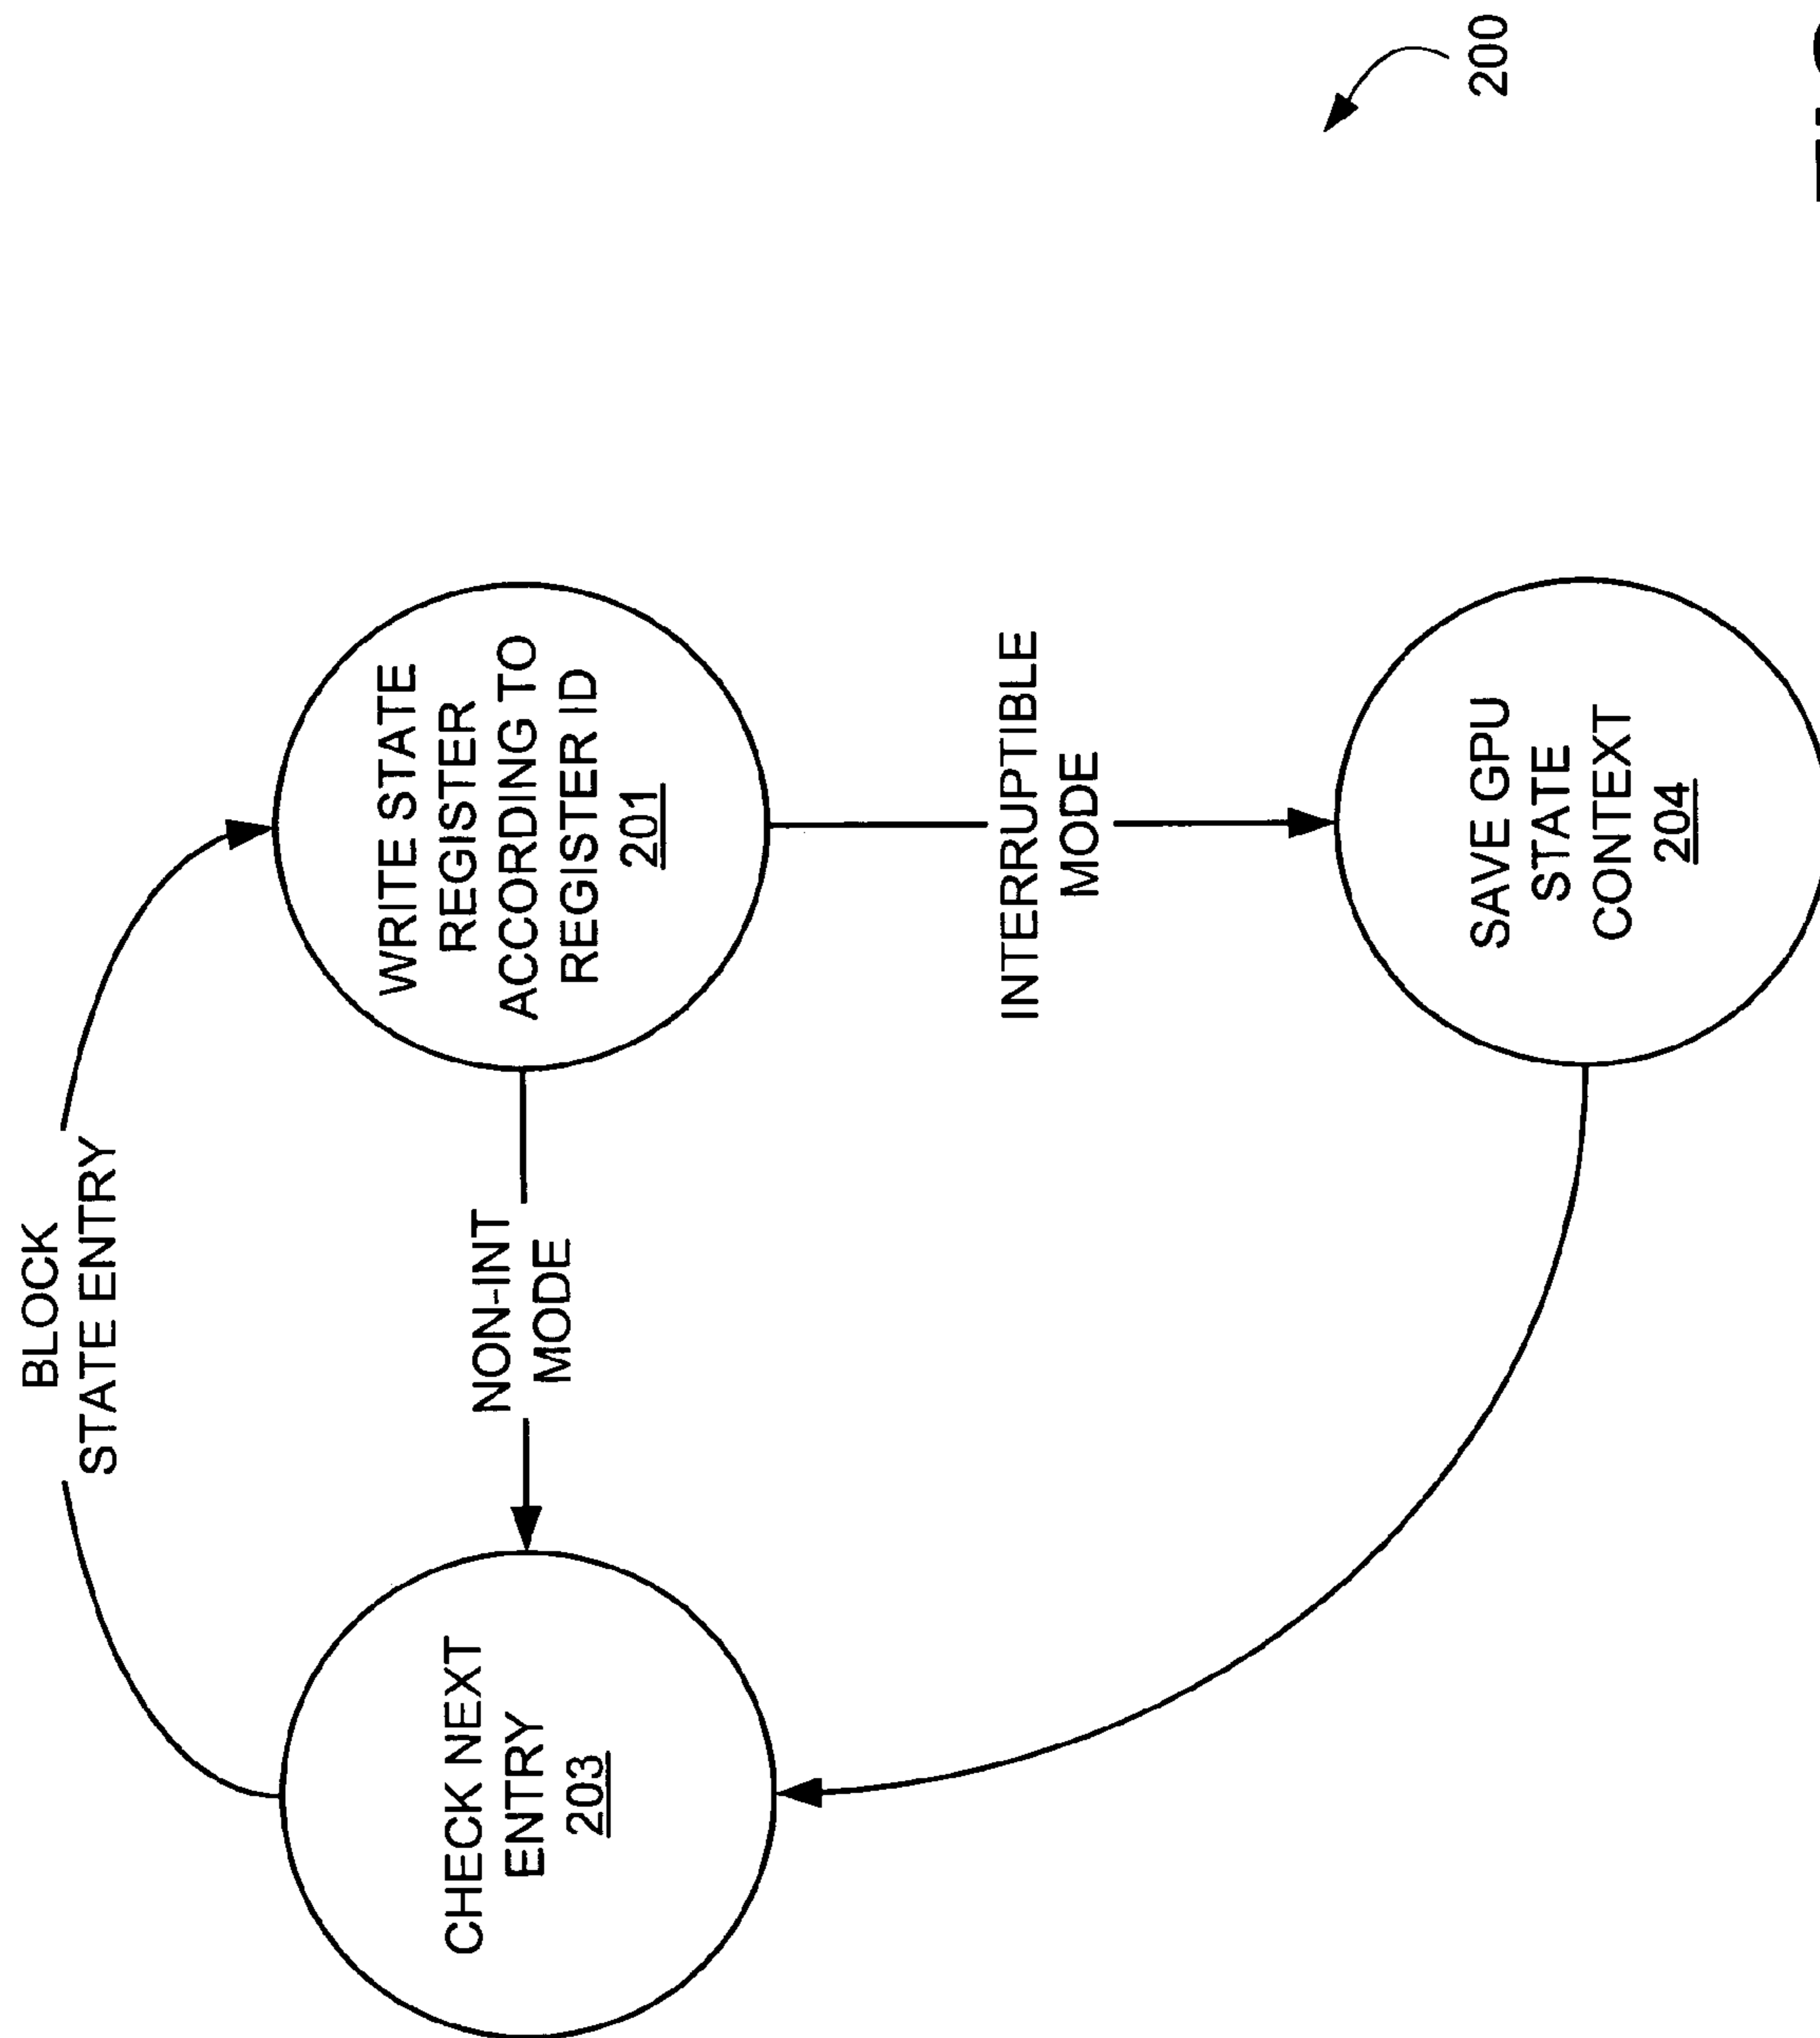 BLOCK
STATE ENTRY
CHECK NEXT
ENTRY
203
NON-INT
MODE
WRITE STATE
REGISTER
ACCORDING TO
REGISTER ID
201
INTERRUPTIBLE
MODE
SAVE GPU
STATE
CONTEXT
204
200